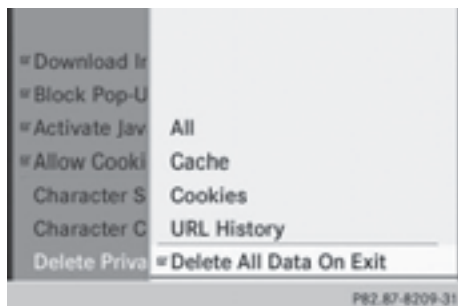 Download Ir
Block Pop-U
Activate Jav
Allow Cooki
Character S
Character C
Delete Priva
All
Cache
Cookies
URL History
Delete All Data On Exit
P82.87-8209-31